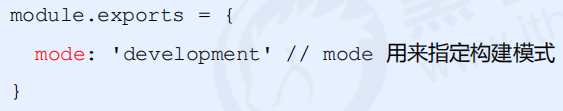 module.exports = {
mode: 'development' // mode 用来指定构建模式
}